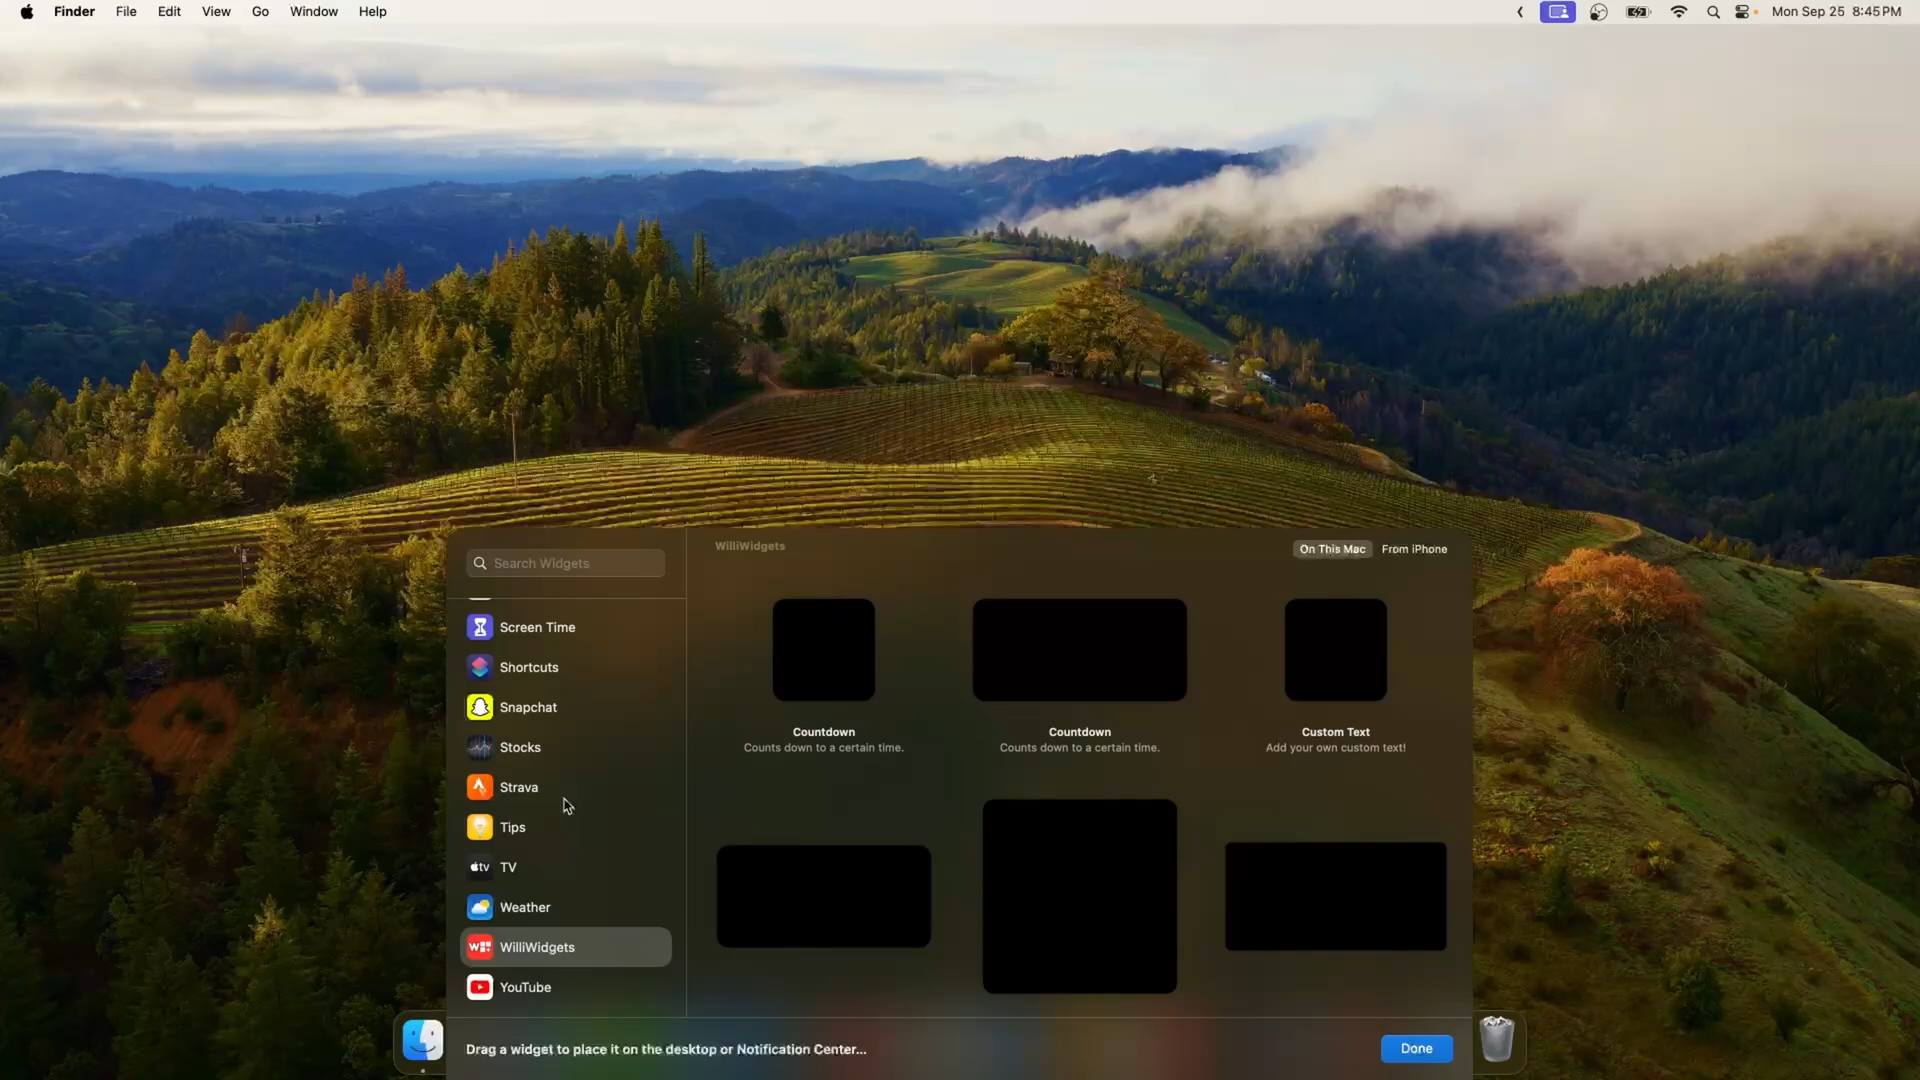 Finder File Edit View Go Window Help
Mon Sep 25 8:45 PM
Search Widgets
Screen Time
Shortcuts
Snapchat
Stocks
Strava
Tips
tv TV
Weather
W WilliWidgets
YouTube
WilliWidgets
On This Mac From iPhone
Countdown
Counts down to a certain time.
Countdown
Counts down to a certain time.
Custom Text
Add your own custom text!
Drag a widget to place it on the desktop or Notification Center...
Done